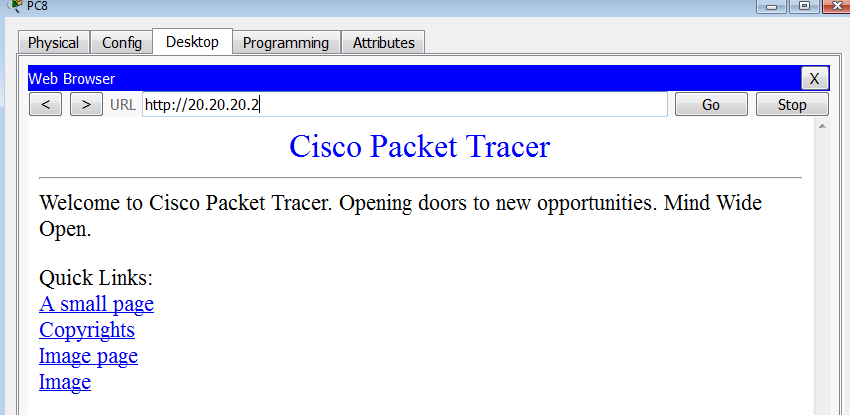 PC8
Physical Config Desktop Programming Attributes
Web Browser X
< > URL http://20.20.20.2 Go Stop
Cisco Packet Tracer
Welcome to Cisco Packet Tracer. Opening doors to new opportunities. Mind Wide
Open.
Quick Links:
A small page
Copyrights
Image page
Image